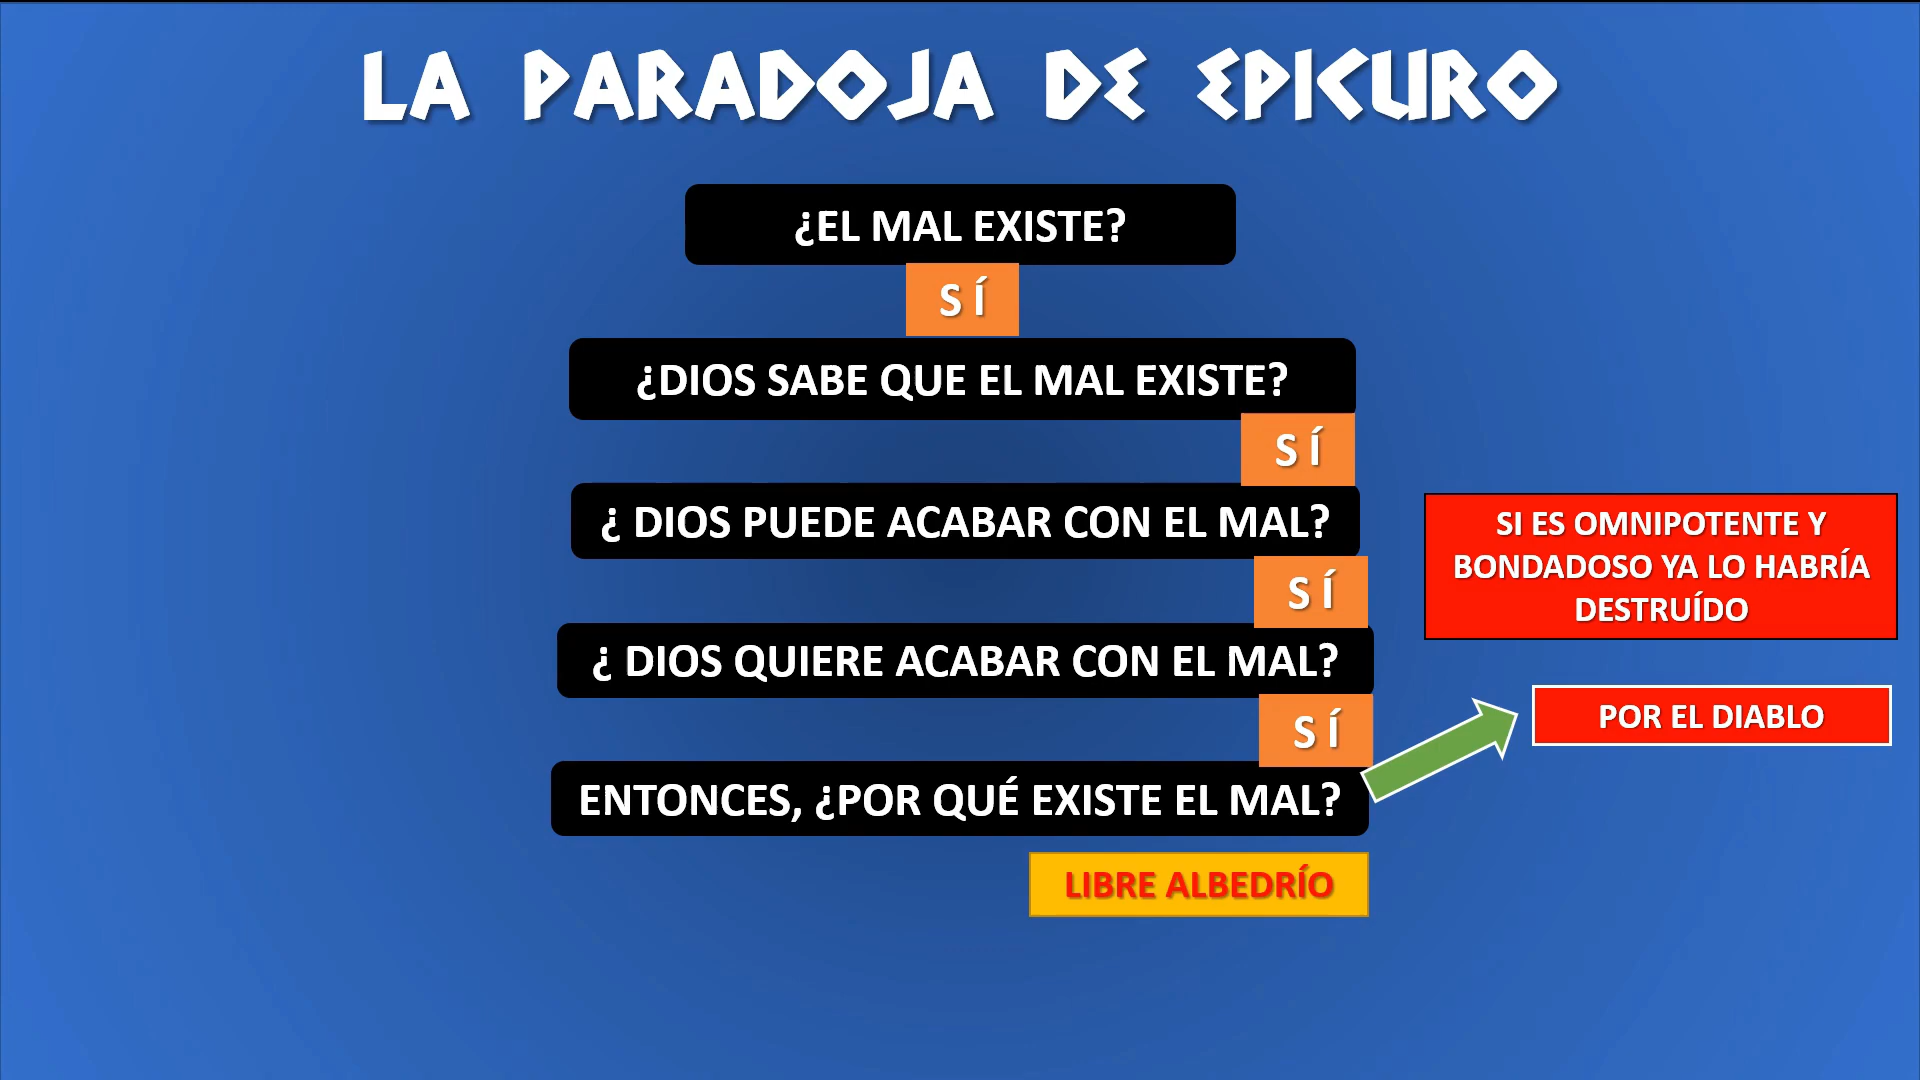 LA PARADOJA DE EPICURO
¿EL MAL EXISTE?
S Í
¿DIOS SABE QUE EL MAL EXISTE?
S Í
¿ DIOS PUEDE ACABAR CON EL MAL?
S Í
¿ DIOS QUIERE ACABAR CON EL MAL?
S Í
ENTONCES, ¿POR QUÉ EXISTE EL MAL?
LIBRE ALBEDRÍO
SI ES OMNIPOTENTE Y
BONDADOSO YA LO HABRÍA
DESTRUÍDO
POR EL DIABLO